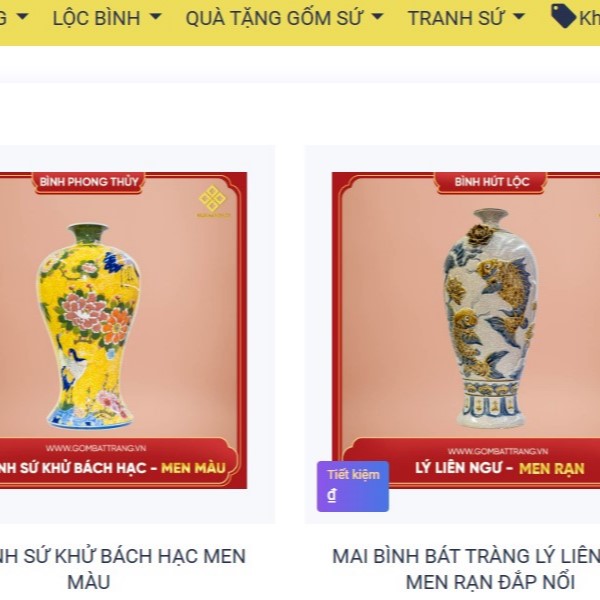 G LỘC BÌNH QUÀ TẶNG GỐM SỨ TRANH SỨ Kh
BÌNH PHONG THỦY
WWW.GOMBATTRANG.VN
NH SỨ KHỬ BÁCH HẠC - MEN MÀU
NH SỨ KHỬ BÁCH HẠC MEN
MÀU
BÌNH HÚT LỘC
WWW.GOMBATTRANG.VN
LÝ LIÊN NGƯ - MEN RẠN
Tiết kiệm
₫
MAI BÌNH BÁT TRÀNG LÝ LIÊN
MEN RẠN ĐẮP NỔI